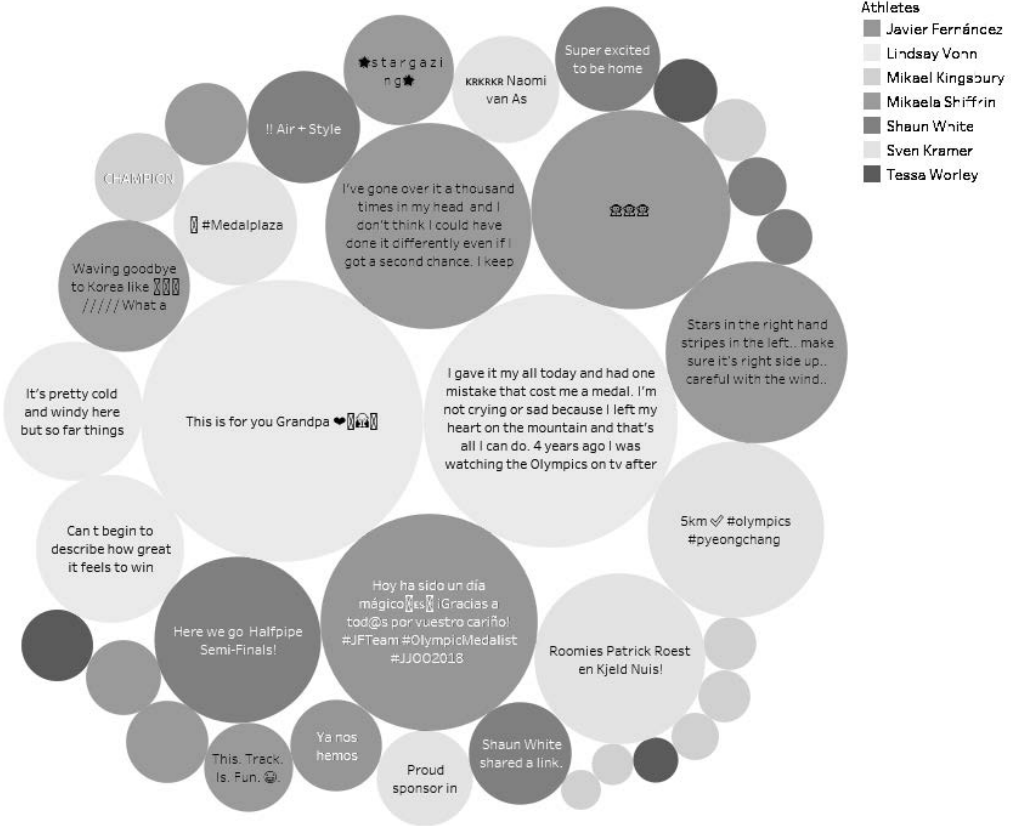 Athletes
Javier Fernández
Lindsay Vonn
Mikael Kingsbury
Mikaela Shiffrin
Shaun White
Sven Kramer
Tessa Worley
★stargazi
ng★
KRKRKR Naomi
van As
Super excited
to be home
!! Air + Style
CHAMPION
#Medalplaza
I've gone over it a thousand
times in my head and I
don't think I could have
done it differently even if I
got a second chance. I keep
Waving goodbye
to Korea like
///// What a
Stars in the right hand
stripes in the left.. make
sure it's right side up..
careful with the wind..
It's pretty cold
and windy here
but so far things
This is for you Grandpa ❤
I gave it my all today and had one
mistake that cost me a medal. I'm
not crying or sad because I left my
heart on the mountain and that's
all I can do. 4 years ago I was
watching the Olympics on tv after
5km ✓ #olympics
#pyeongchang
Can t begin to
describe how great
it feels to win
Hoy ha sido un día
mágico ES ¡Gracias a
tod@s por vuestro cariño!
#JFTeam #OlympicMedalist
#JJOO2018
Here we go Halfpipe
Semi-Finals!
Roomies Patrick Roest
en Kjeld Nuis!
Ya nos
hemos
Shaun White
shared a link.
This. Track.
Is. Fun. 😂.
Proud
sponsor in